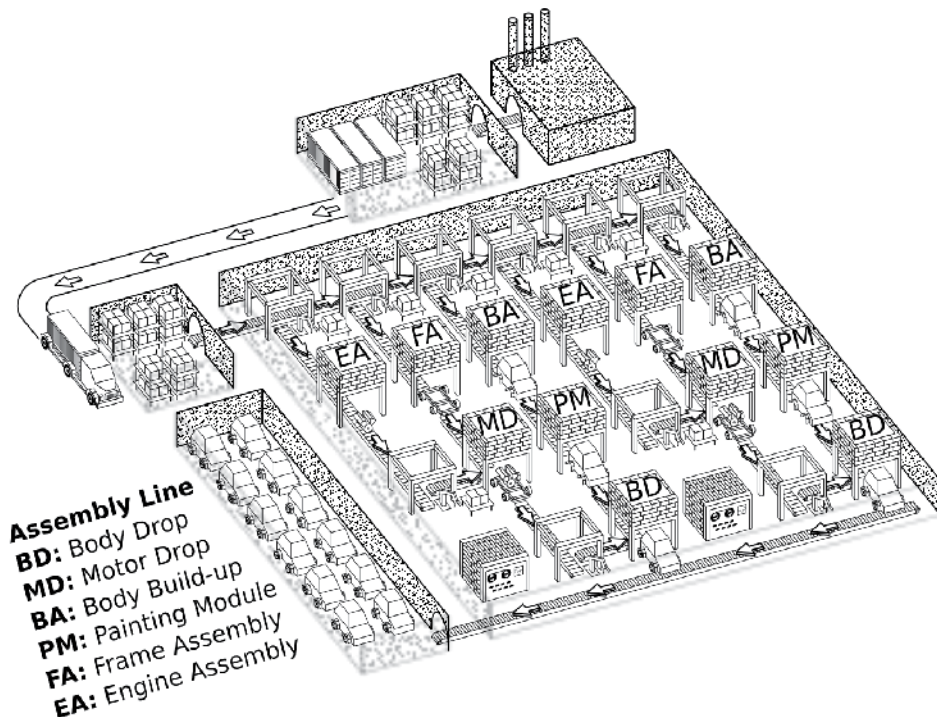 BA
FA
EA
BA
FA
EA
PM
MD
PM
MD
BD
BD
Assembly Line
BD: Body Drop
MD: Motor Drop
BA: Body Build-up
PM: Painting Module
FA: Frame Assembly
EA: Engine Assembly